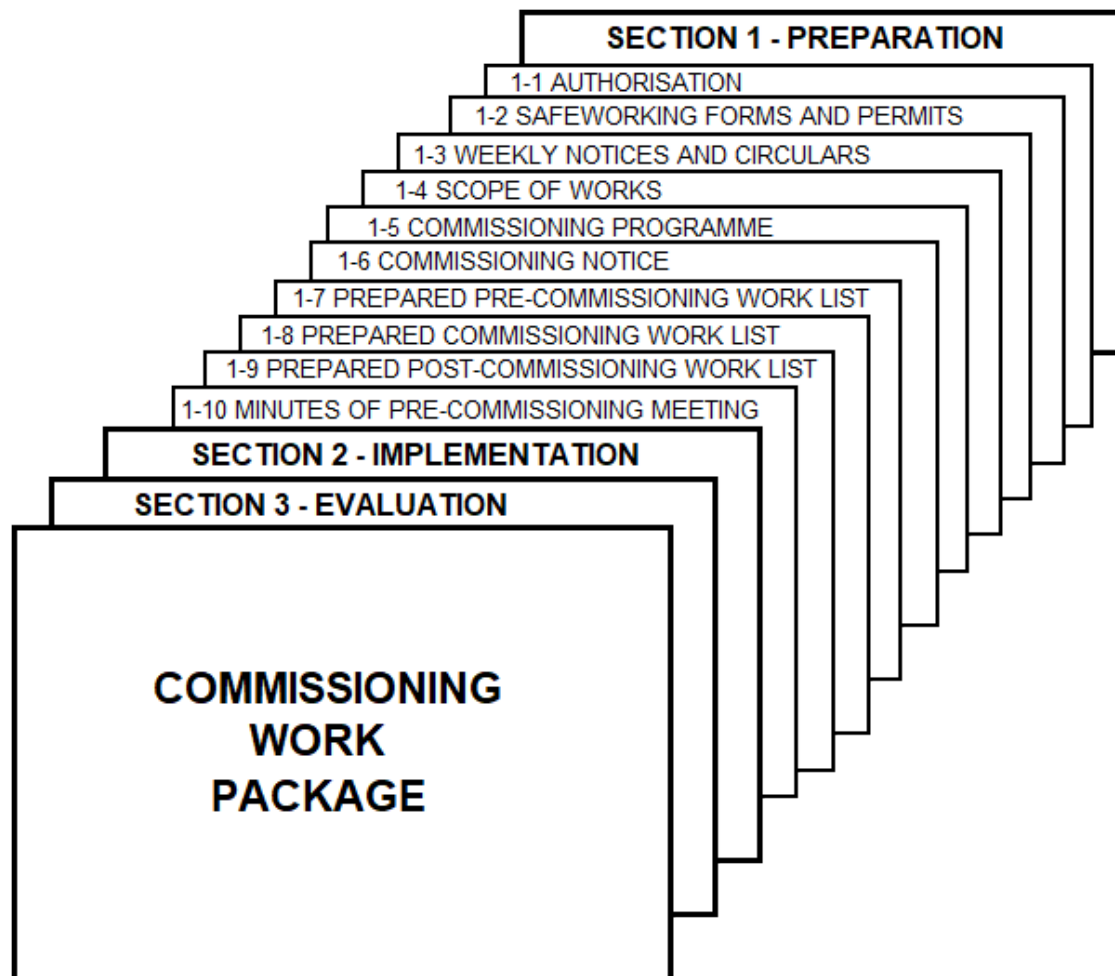 SECTION 1 - PREPARATION
1-1 AUTHORISATION
1-2 SAFEWORKING FORMS AND PERMITS
1-3 WEEKLY NOTICES AND CIRCULARS
1-4 SCOPE OF WORKS
1-5 COMMISSIONING PROGRAMME
1-6 COMMISSIONING NOTICE
1-7 PREPARED PRE-COMMISSIONING WORK LIST
1-8 PREPARED COMMISSIONING WORK LIST
1-9 PREPARED POST-COMMISSIONING WORK LIST
1-10 MINUTES OF PRE-COMMISSIONING MEETING
SECTION 2 - IMPLEMENTATION
SECTION 3 - EVALUATION
COMMISSIONING
WORK
PACKAGE